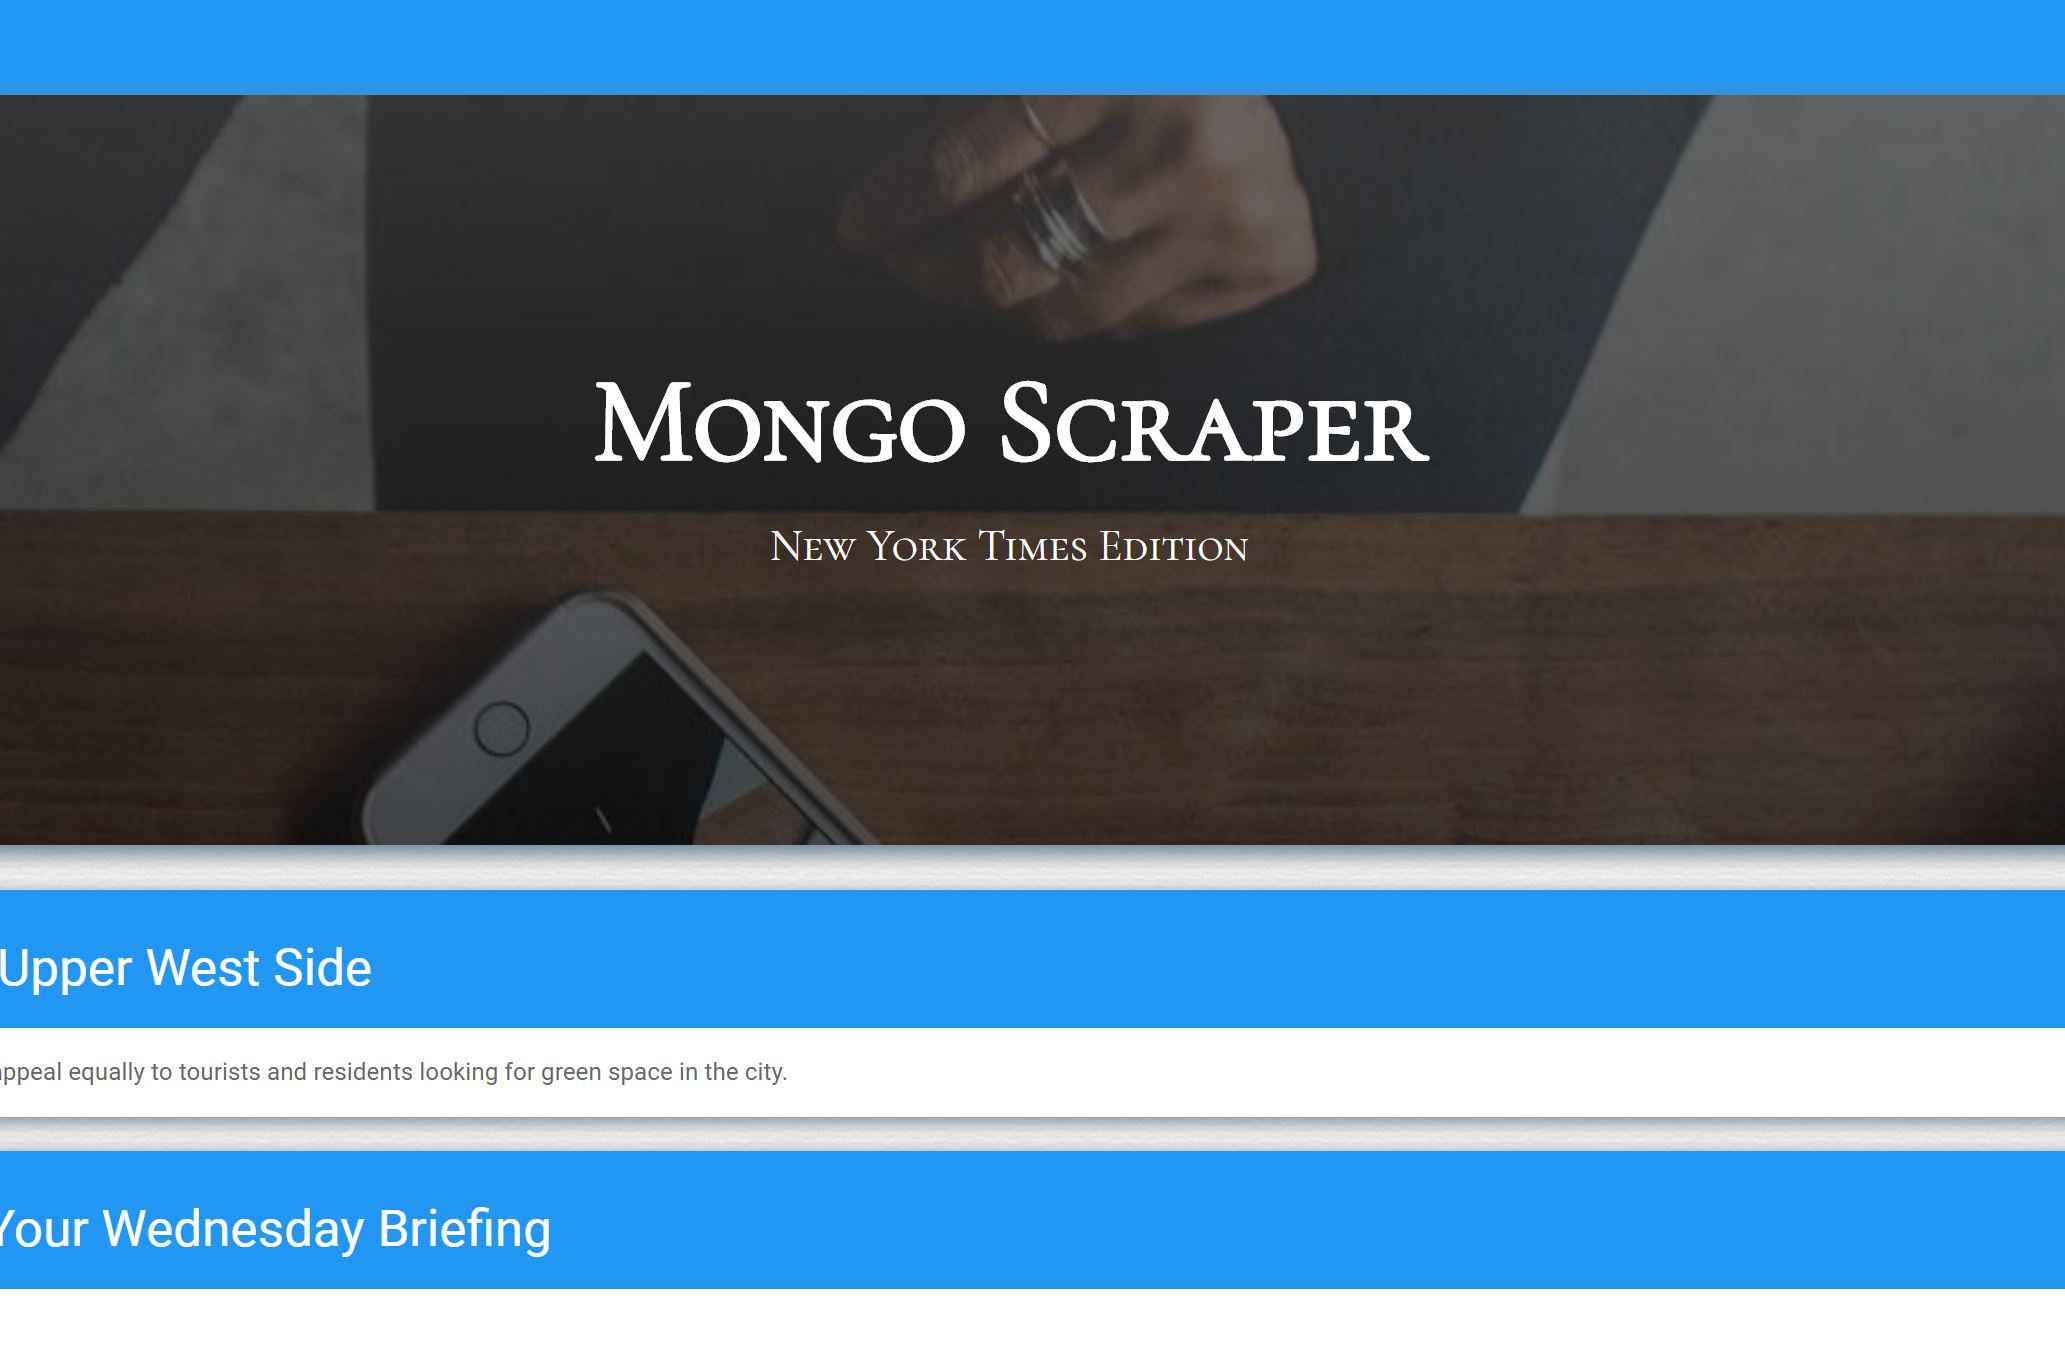 Mongo Scraper
New York Times Edition
Upper West Side
appeal equally to tourists and residents looking for green space in the city.
Your Wednesday Briefing